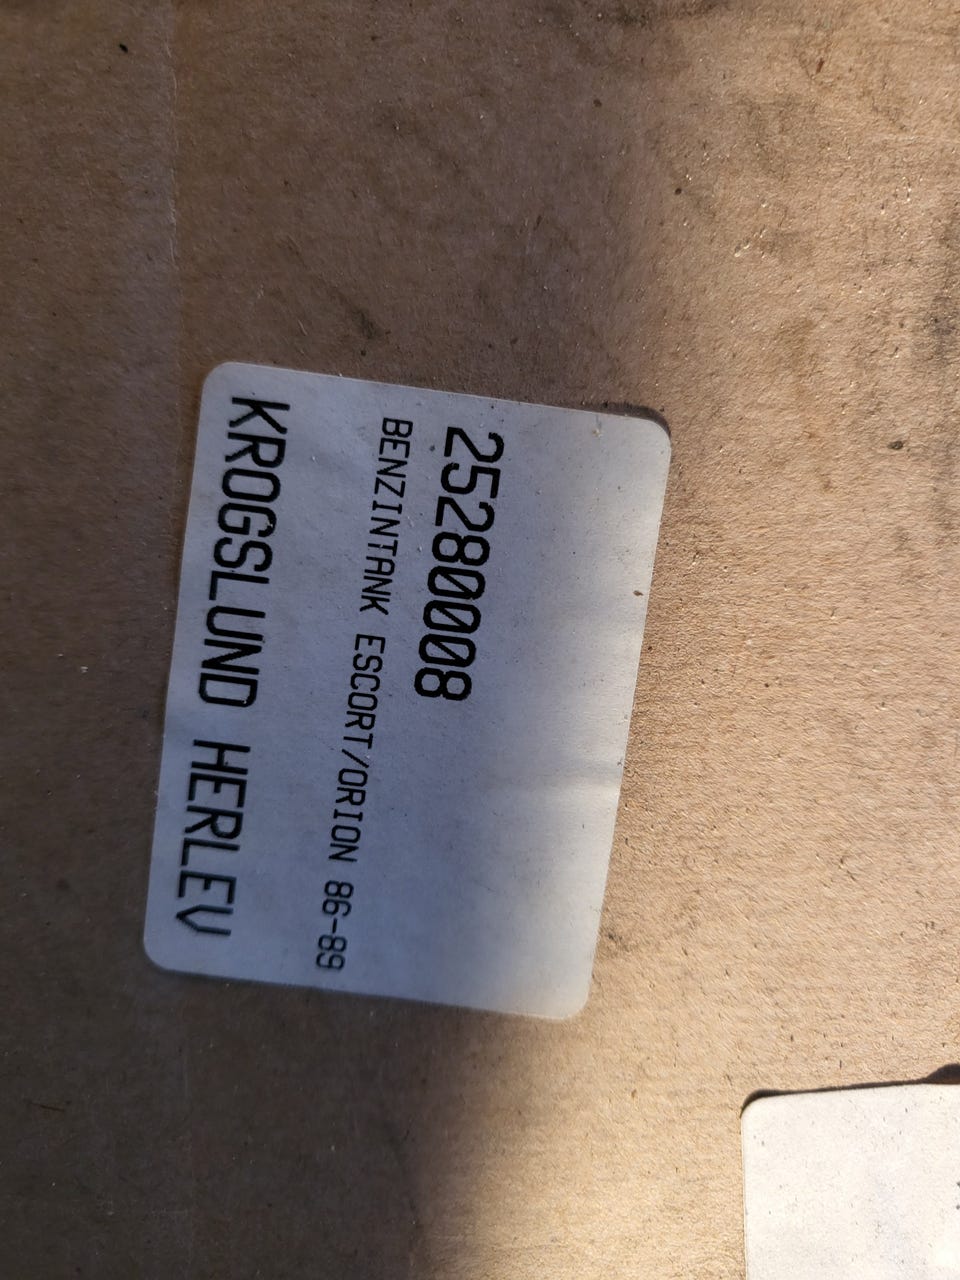 25280008
BENZINTANK ESCORT/ORION 86-89
KROGSLUND HERLEV